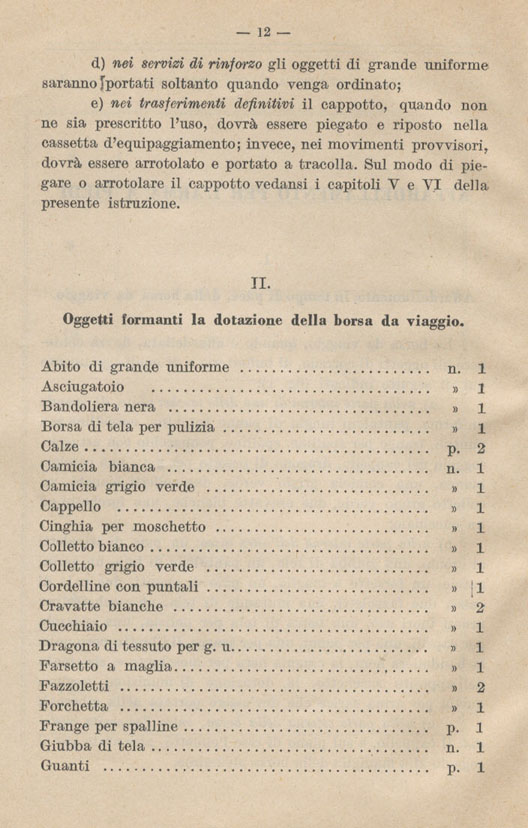 — 12 —
d) nei servizi di rinforzo gli oggetti di grande uniforme
saranno portati soltanto quando venga ordinato;
e) nei trasferimenti definitivi il cappotto, quando non
ne sia prescritto l'uso, dovrà essere piegato e riposto nella
cassetta d'equipaggiamento; invece, nei movimenti provvisori,
dovrà essere arrotolato e portato a tracolla. Sul modo di pie-
gare o arrotolare il cappotto vedansi i capitoli V e VI della
presente istruzione.
II.
Oggetti formanti la dotazione della borsa da viaggio.
Abito di grande uniforme ........................ n. 1
Asciugatoio ........................ » 1
Bandoliera nera ........................ » 1
Borsa di tela per pulizia ........................ » 1
Calze ........................ p. 2
Camicia bianca ........................ n. 1
Camicia grigio verde ........................ » 1
Cappello ........................ » 1
Cinghia per moschetto ........................ » 1
Colletto bianco ........................ » 1
Colletto grigio verde ........................ » 1
Cordelline con puntali ........................ » 1
Cravatte bianche ........................ » 2
Cucchiaio ........................ » 1
Dragona di tessuto per g. u. ........................ » 1
Farsetto a maglia ........................ » 1
Fazzoletti ........................ » 2
Forchetta ........................ » 1
Frange per spalline ........................ p. 1
Giubba di tela ........................ n. 1
Guanti ........................ p. 1